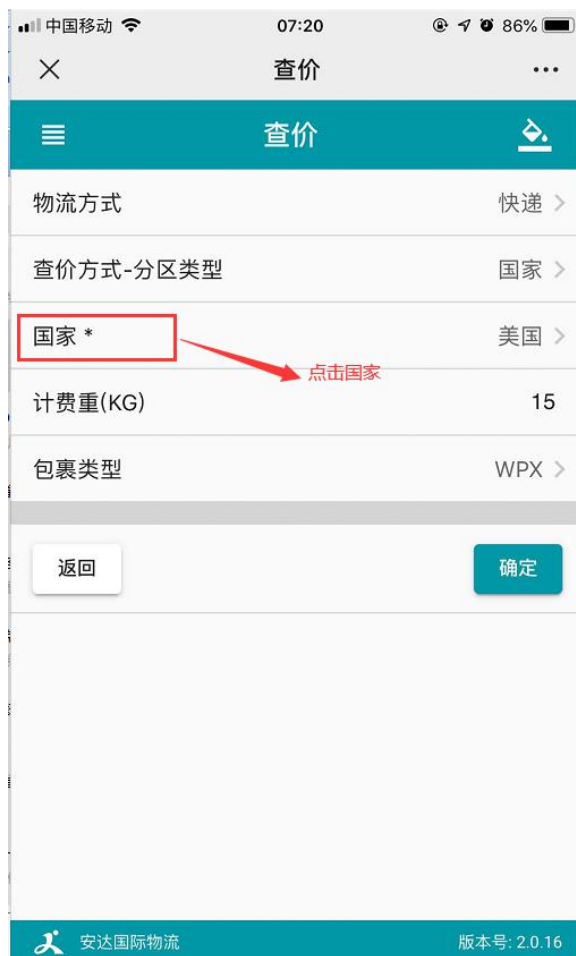 中国移动 07:20 86%
查价
查价
物流方式 快递
查价方式-分区类型 国家
国家 * 美国
点击国家
计费重(KG) 15
包裹类型 WPX
返回 确定
安达国际物流 版本号: 2.0.16